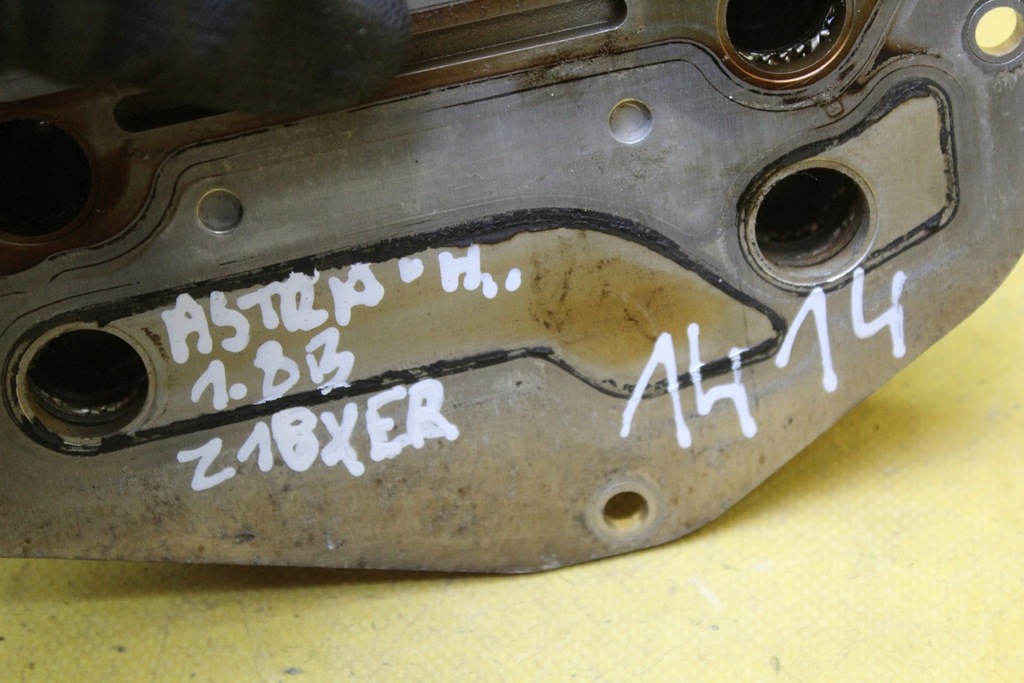 ASTRA-H,.
1.8B
Z18XER
1414